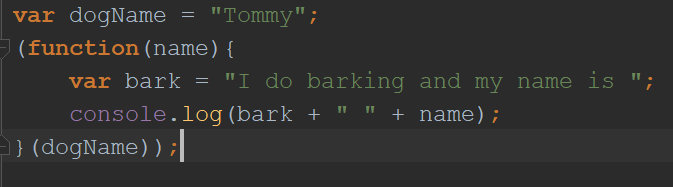 var dogName = "Tommy";
(function(name){
    var bark = "I do barking and my name is ";
    console.log(bark + " " + name);
}(dogName));